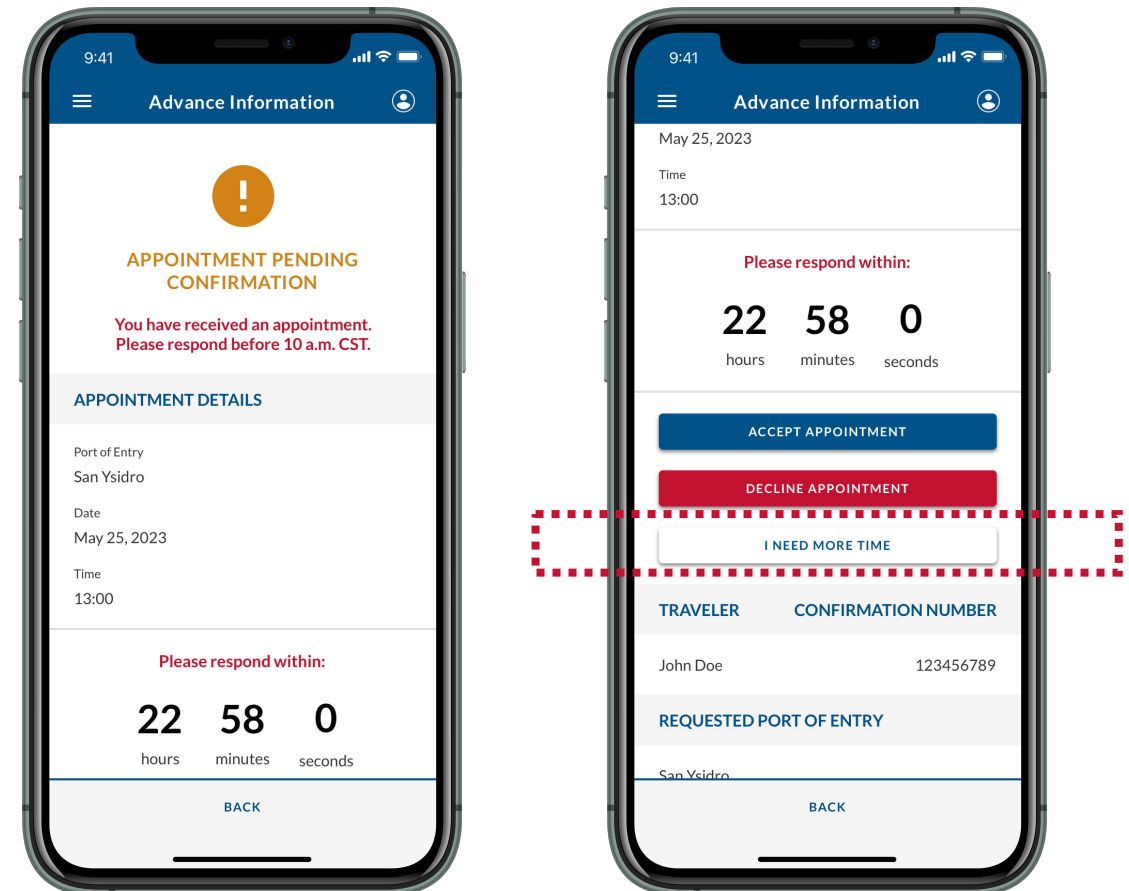 9:41
Advance Information
APPOINTMENT PENDING
CONFIRMATION
You have received an appointment.
Please respond before 10 a.m. CST.
APPOINTMENT DETAILS
Port of Entry
San Ysidro
Date
May 25, 2023
Time
13:00
Please respond within:
22 58 0
hours minutes seconds
BACK
9:41
Advance Information
May 25, 2023
Time
13:00
Please respond within:
22 58 0
hours minutes seconds
ACCEPT APPOINTMENT
DECLINE APPOINTMENT
I NEED MORE TIME
TRAVELER CONFIRMATION NUMBER
John Doe 123456789
REQUESTED PORT OF ENTRY
San Ysidro
BACK